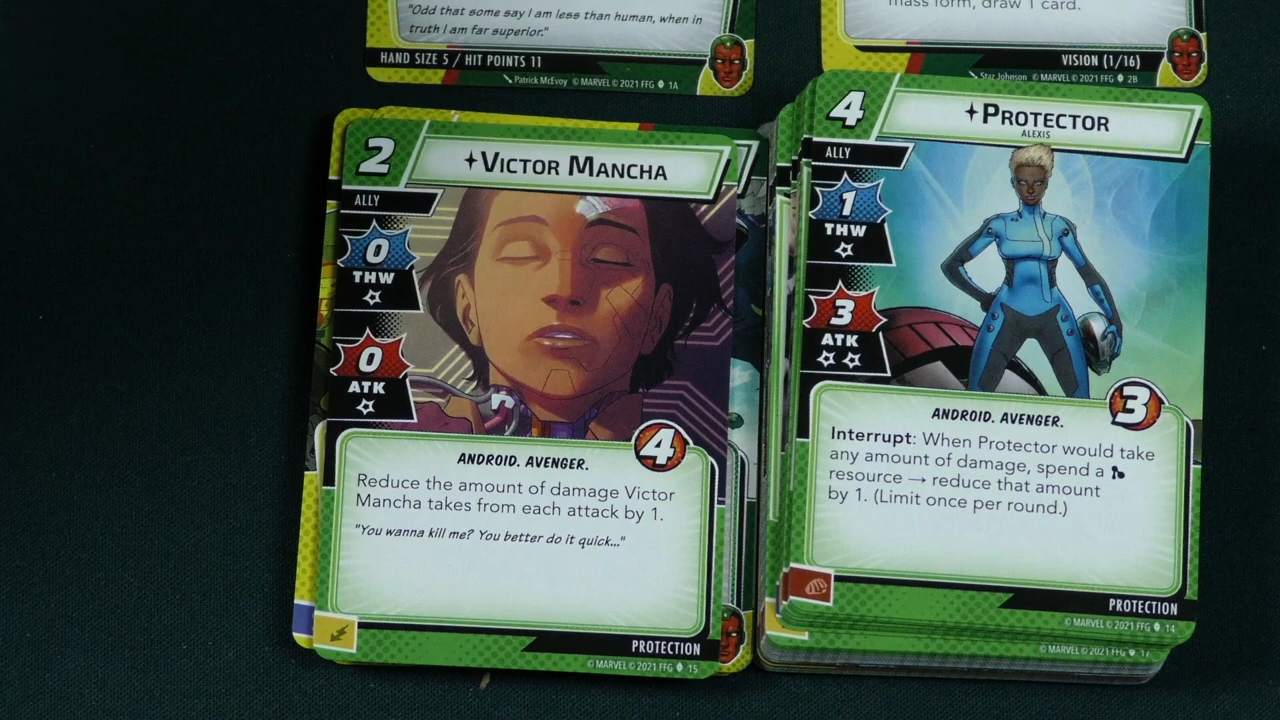 "Odd that some say I am less than human, when in
truth I am far superior."
HAND SIZE 5 / HIT POINTS 11
Patrick McEvoy © MARVEL © 2021 FFG 1A
mass form, draw 1 card.
VISION (1/16)
Staz Johnson © MARVEL © 2021 FFG 2B
2
VICTOR MANCHA
ALLY
0
THW
0
ATK
4
ANDROID. AVENGER.
Reduce the amount of damage Victor
Mancha takes from each attack by 1.
"You wanna kill me? You better do it quick..."
PROTECTION
© MARVEL © 2021 FFG 15
4
PROTECTOR
ALEXIS
ALLY
1
THW
3
ATK
3
ANDROID. AVENGER.
Interrupt: When Protector would take
any amount of damage, spend a
resource → reduce that amount
by 1. (Limit once per round.)
PROTECTION
© MARVEL © 2021 FFG 14
© MARVEL © 2021 FFG 17